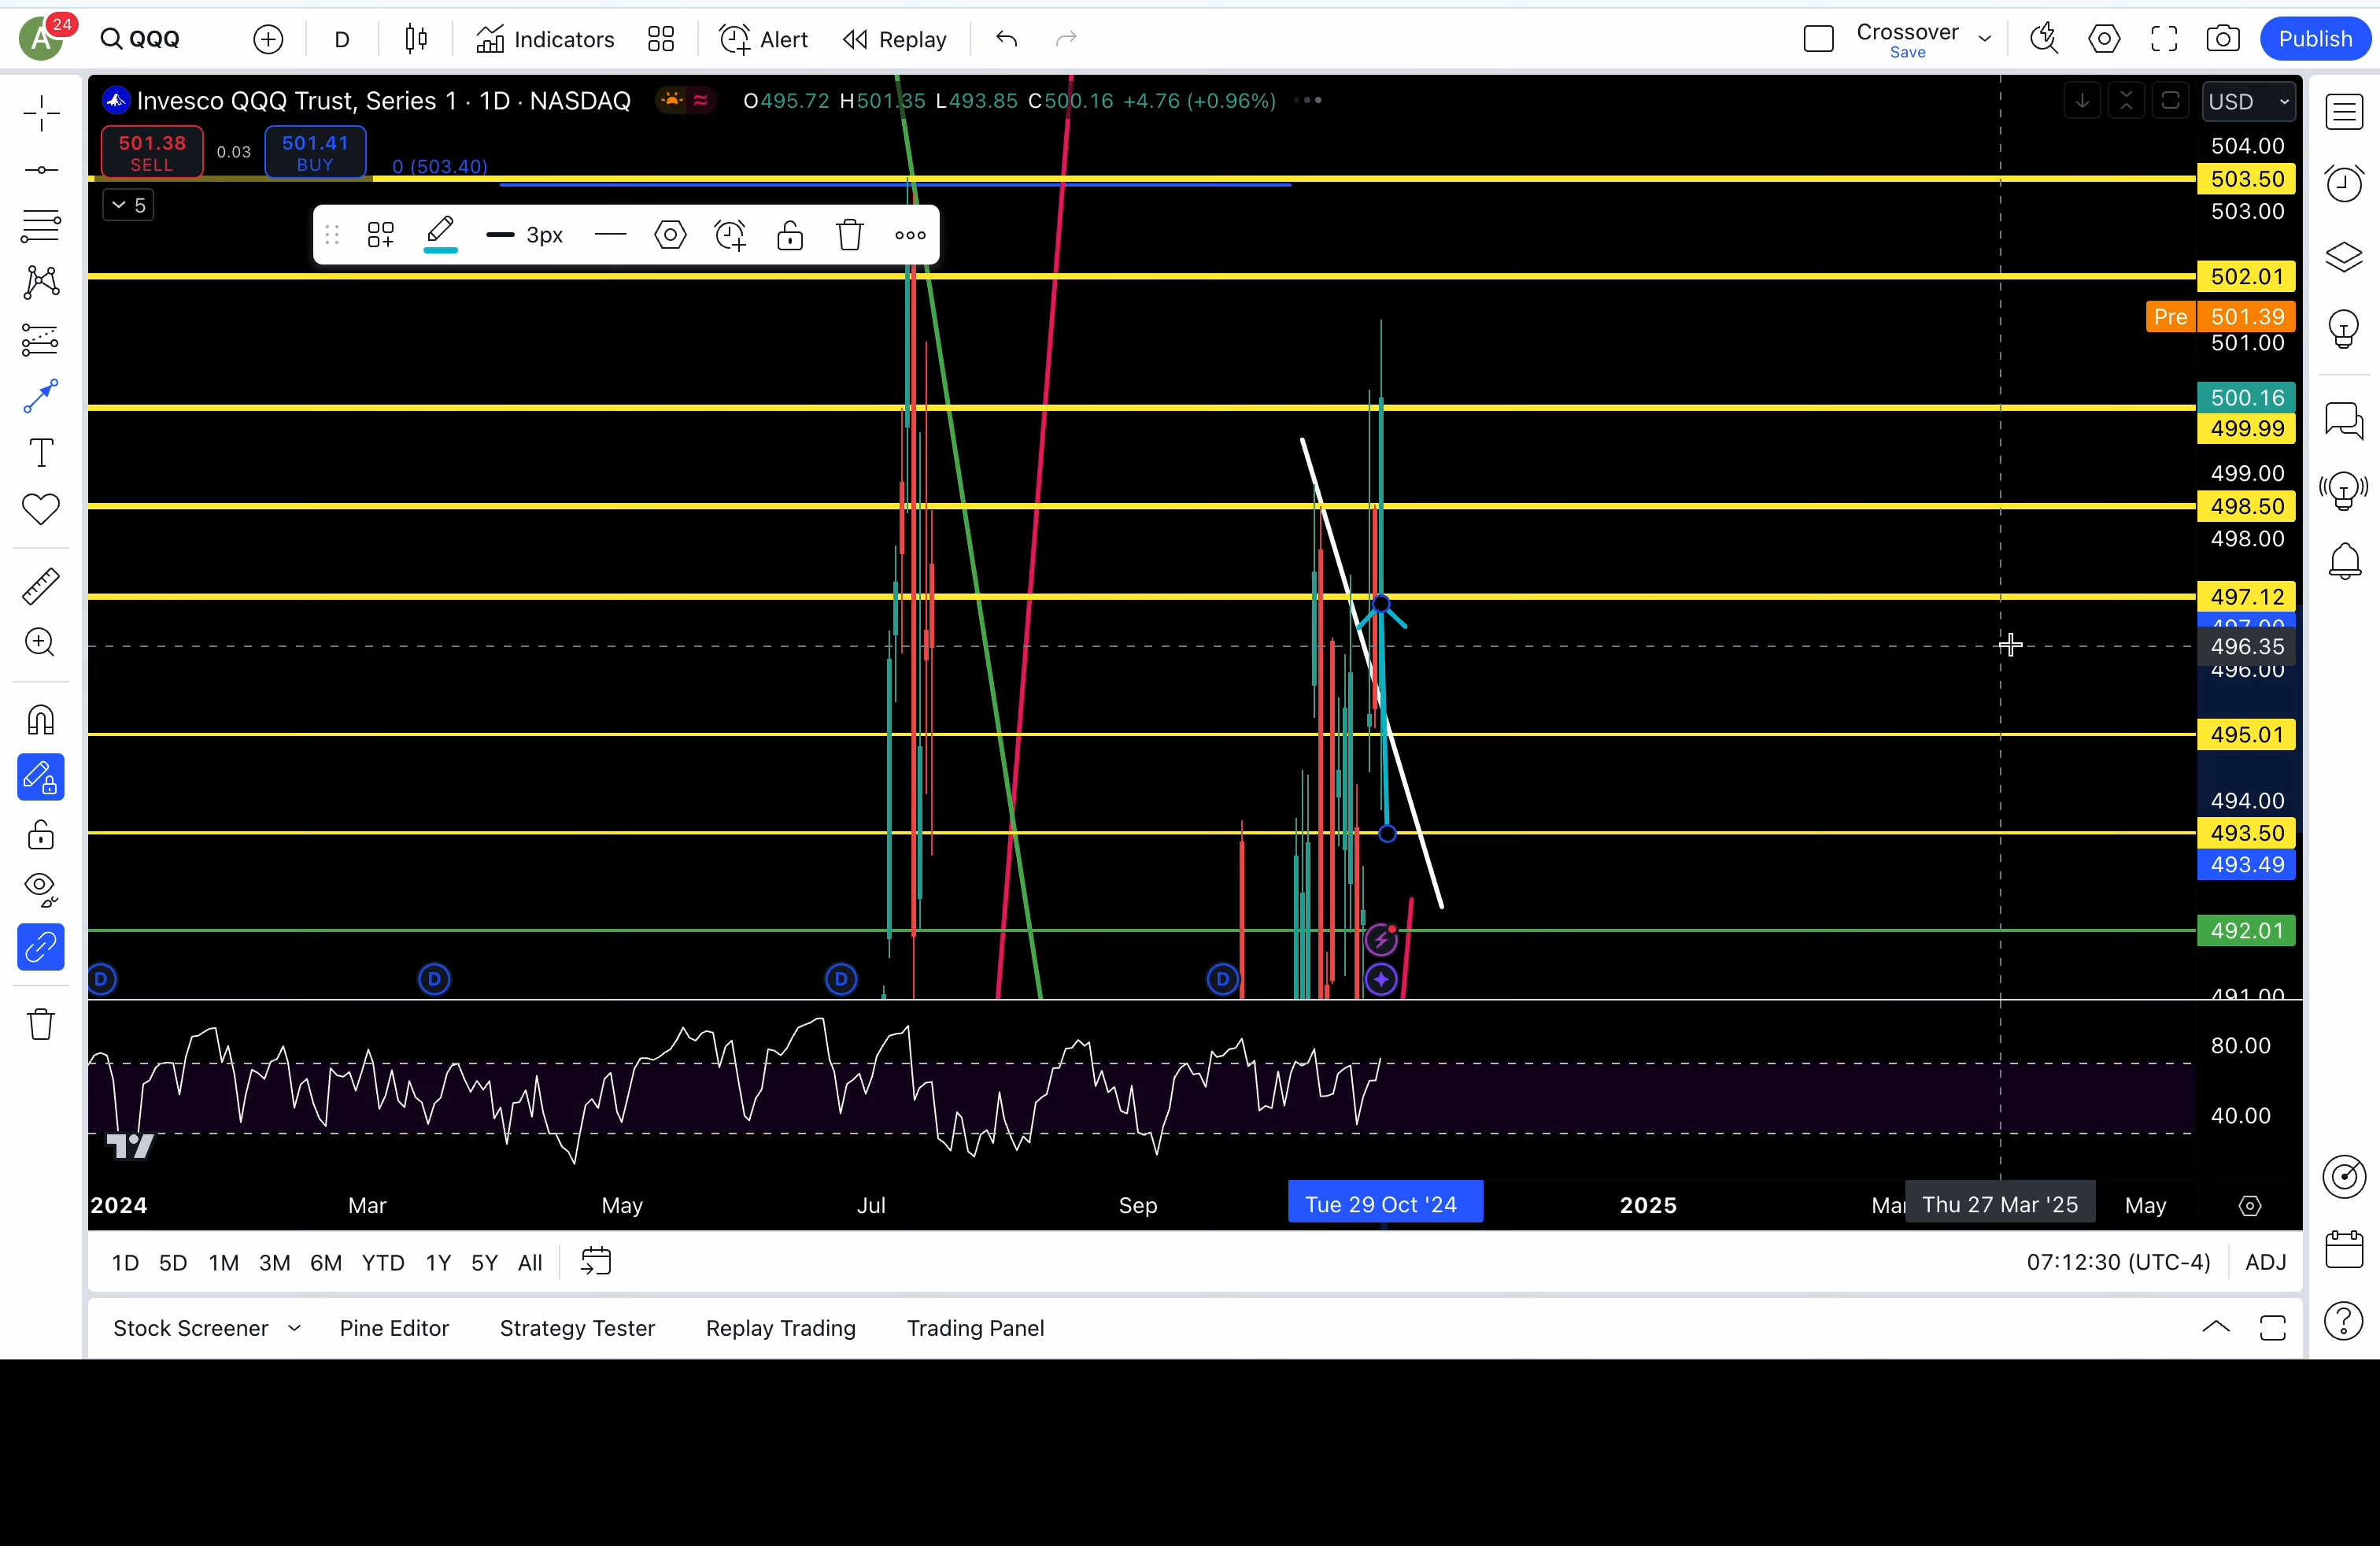 A 24 QQQ D Indicators Alert Replay Crossover Save Publish
Invesco QQQ Trust, Series 1 · 1D · NASDAQ O495.72 H501.35 L493.85 C500.16 +4.76 (+0.96%) USD
501.38 SELL 0.03 501.41 BUY 0 (503.40)
5
3px
504.00
503.50
503.00
502.01
Pre 501.39
501.00
500.16
499.99
499.00
498.50
498.00
497.12
497.00
496.35
496.00
495.01
494.00
493.50
493.49
492.01
D D D D
491.00
80.00
40.00
2024 Mar May Jul Sep Tue 29 Oct '24 2025 Mar Thu 27 Mar '25 May
1D 5D 1M 3M 6M YTD 1Y 5Y All 07:12:30 (UTC-4) ADJ
Stock Screener Pine Editor Strategy Tester Replay Trading Trading Panel